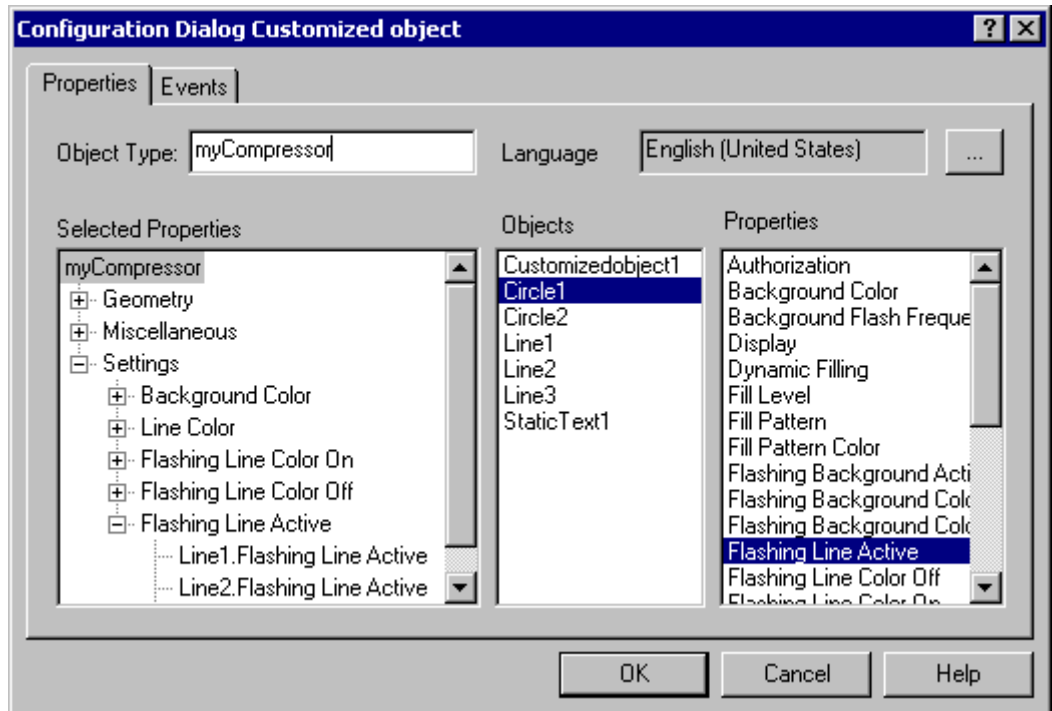 Configuration Dialog Customized object
Properties
Events
Object Type:
myCompressor
Language
English (United States)
...
Selected Properties
myCompressor
Geometry
Miscellaneous
Settings
Background Color
Line Color
Flashing Line Color On
Flashing Line Color Off
Flashing Line Active
Line1.Flashing Line Active
Line2.Flashing Line Active
Objects
Customizedobject1
Circle1
Circle2
Line1
Line2
Line3
StaticText1
Properties
Authorization
Background Color
Background Flash Freque
Display
Dynamic Filling
Fill Level
Fill Pattern
Fill Pattern Color
Flashing Background Acti
Flashing Background Colo
Flashing Background Colo
Flashing Line Active
Flashing Line Color Off
Flashing Line Color On
OK
Cancel
Help